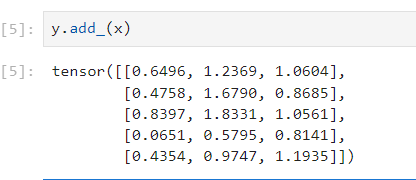 [5]: y.add_(x)
[5]: tensor([[0.6496, 1.2369, 1.0604],
[0.4758, 1.6790, 0.8685],
[0.8397, 1.8331, 1.0561],
[0.0651, 0.5795, 0.8141],
[0.4354, 0.9747, 1.1935]])